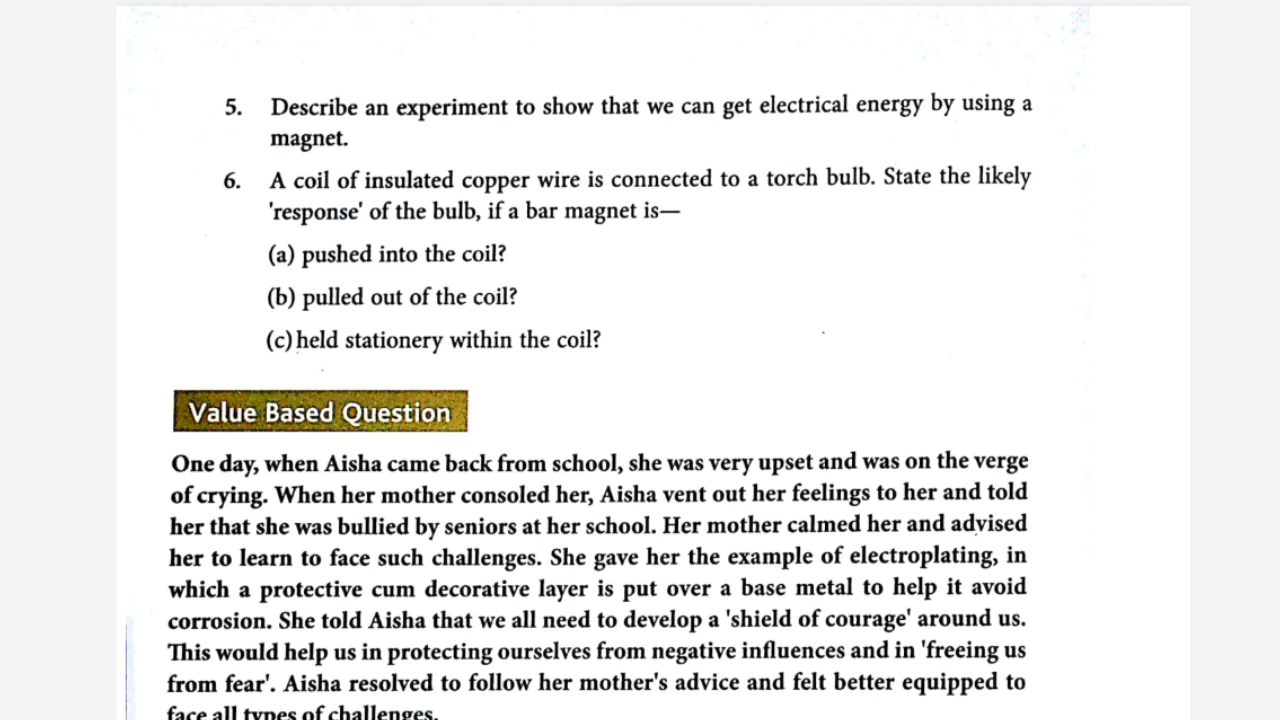 5. Describe an experiment to show that we can get electrical energy by using a
magnet.
6. A coil of insulated copper wire is connected to a torch bulb. State the likely
'response' of the bulb, if a bar magnet is—
(a) pushed into the coil?
(b) pulled out of the coil?
(c) held stationery within the coil?
Value Based Question
One day, when Aisha came back from school, she was very upset and was on the verge
of crying. When her mother consoled her, Aisha vent out her feelings to her and told
her that she was bullied by seniors at her school. Her mother calmed her and advised
her to learn to face such challenges. She gave her the example of electroplating, in
which a protective cum decorative layer is put over a base metal to help it avoid
corrosion. She told Aisha that we all need to develop a 'shield of courage' around us.
This would help us in protecting ourselves from negative influences and in 'freeing us
from fear'. Aisha resolved to follow her mother's advice and felt better equipped to
face all types of challenges.